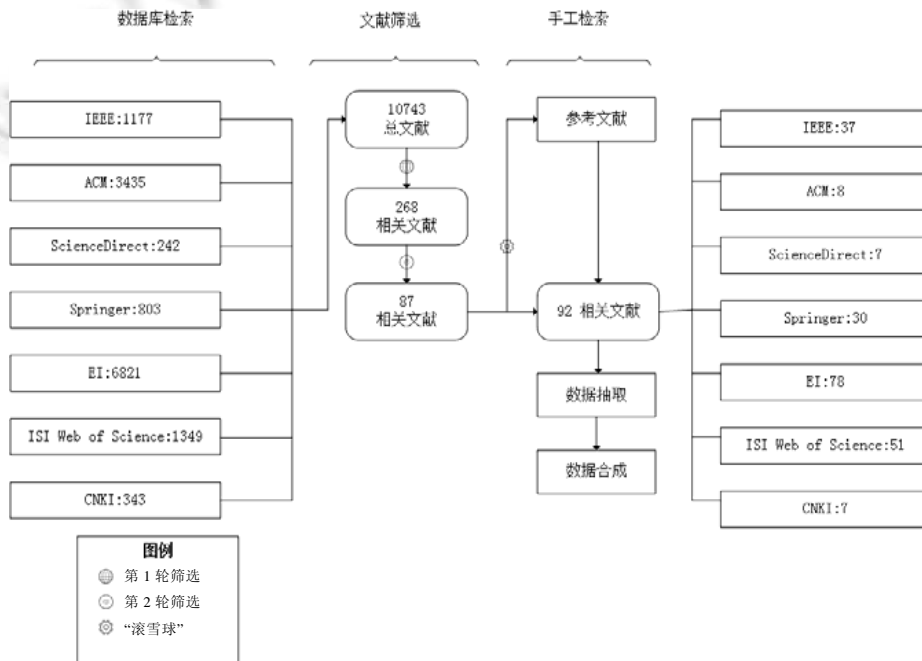 数据库检索
文献筛选
手工检索
IEEE:1177
ACM:3435
ScienceDirect:242
Springer:803
EI:6821
ISI Web of Science:1349
CNKI:343
10743
总文献
268
相关文献
87
相关文献
参考文献
92 相关文献
数据抽取
数据合成
IEEE:37
ACM:8
ScienceDirect:7
Springer:30
EI:78
ISI Web of Science:51
CNKI:7
图例
第 1 轮筛选
第 2 轮筛选
“滚雪球”